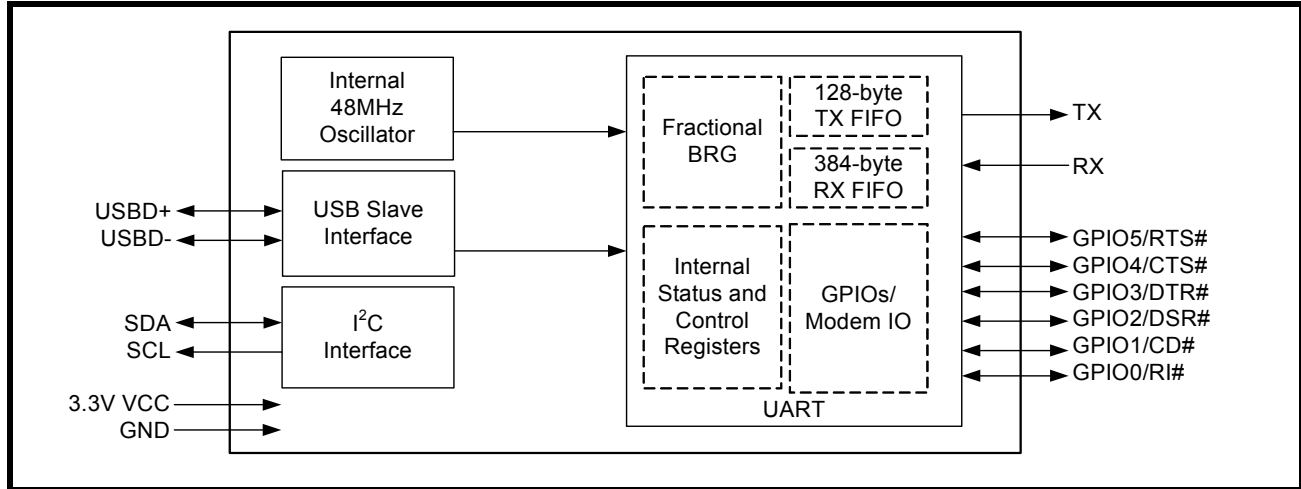 Internal
48MHz
Oscillator
USBD+
USBD-
USB Slave
Interface
SDA
SCL
I²C
Interface
3.3V VCC
GND
Fractional
BRG
128-byte
TX FIFO
384-byte
RX FIFO
Internal
Status and
Control
Registers
GPIOs/
Modem IO
UART
TX
RX
GPIO5/RTS#
GPIO4/CTS#
GPIO3/DTR#
GPIO2/DSR#
GPIO1/CD#
GPIO0/RI#